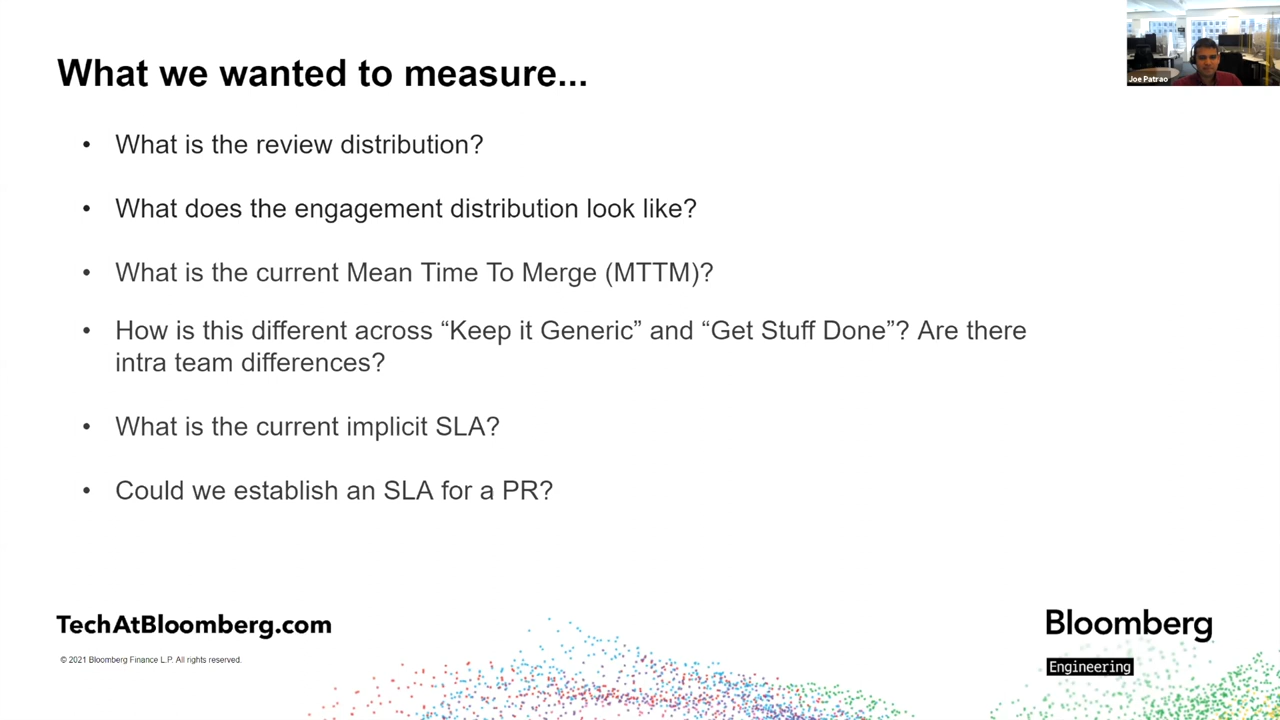 What we wanted to measure...
Joe Patrao
• What is the review distribution?
• What does the engagement distribution look like?
• What is the current Mean Time To Merge (MTTM)?
• How is this different across “Keep it Generic” and “Get Stuff Done”? Are there
intra team differences?
• What is the current implicit SLA?
• Could we establish an SLA for a PR?
TechAtBloomberg.com
© 2021 Bloomberg Finance L.P. All rights reserved.
Bloomberg
Engineering